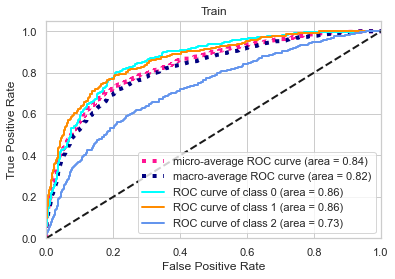 Train
True Positive Rate
1.0
0.8
0.6
0.4
0.2
0.0
micro-average ROC curve (area = 0.84)
macro-average ROC curve (area = 0.82)
ROC curve of class 0 (area = 0.86)
ROC curve of class 1 (area = 0.86)
ROC curve of class 2 (area = 0.73)
0.0 0.2 0.4 0.6 0.8 1.0
False Positive Rate